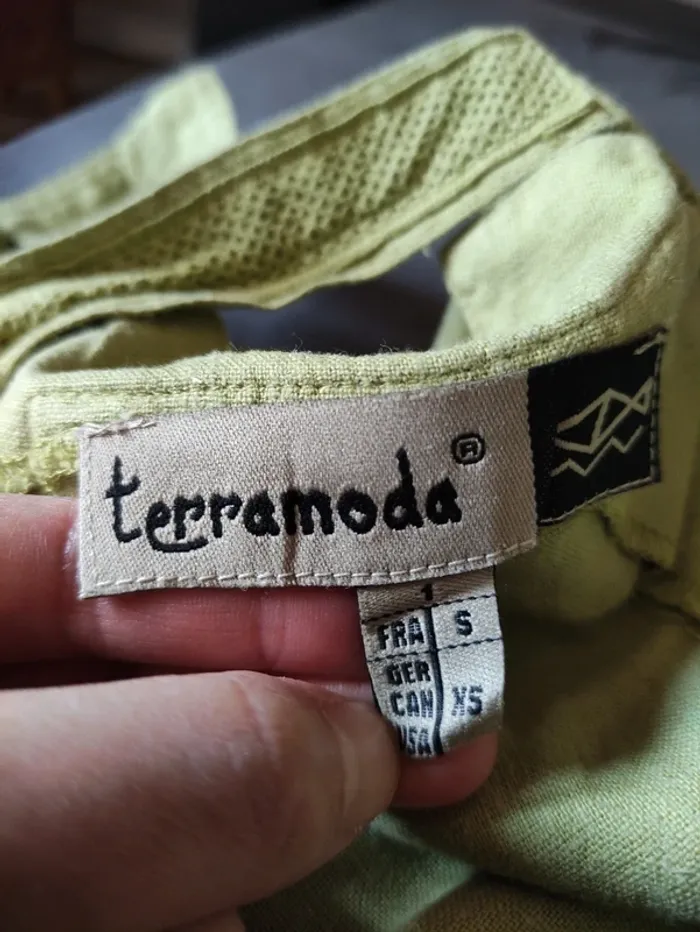 terramoda®
1
FRA S
GER
CAN XS
USA